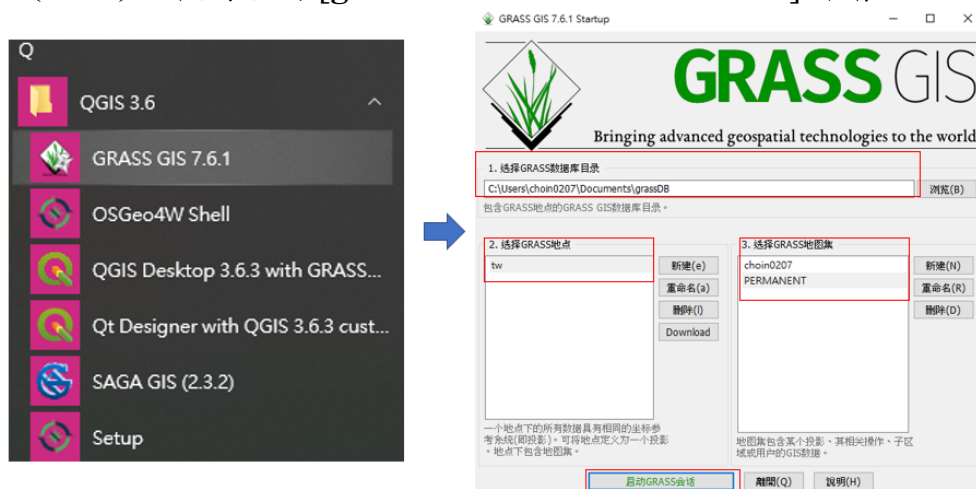 GRASS GIS 7.6.1 Startup
Q
QGIS 3.6
GRASS GIS 7.6.1
OSGeo4W Shell
QGIS Desktop 3.6.3 with GRASS...
Qt Designer with QGIS 3.6.3 cust...
SAGA GIS (2.3.2)
Setup
GRASS GIS
Bringing advanced geospatial technologies to the world
1. 选择GRASS数据库目录
C:\Users\choin0207\Documents\grassDB
浏览(B)
包含GRASS地点的GRASS GIS数据库目录。
2. 选择GRASS地点
tw
新建(e)
重命名(a)
删除(l)
Download
一个地点下的所有数据具有相同的坐标参
考系统(即投影)。可将地点定义为一个投影
。地点下包含地图集。
3. 选择GRASS地图集
choin0207
PERMANENT
新建(N)
重命名(R)
删除(D)
地图集包含某个投影、其相关操作、子区
域或用户的GIS数据。
启动GRASS会话
離開(Q)
說明(H)